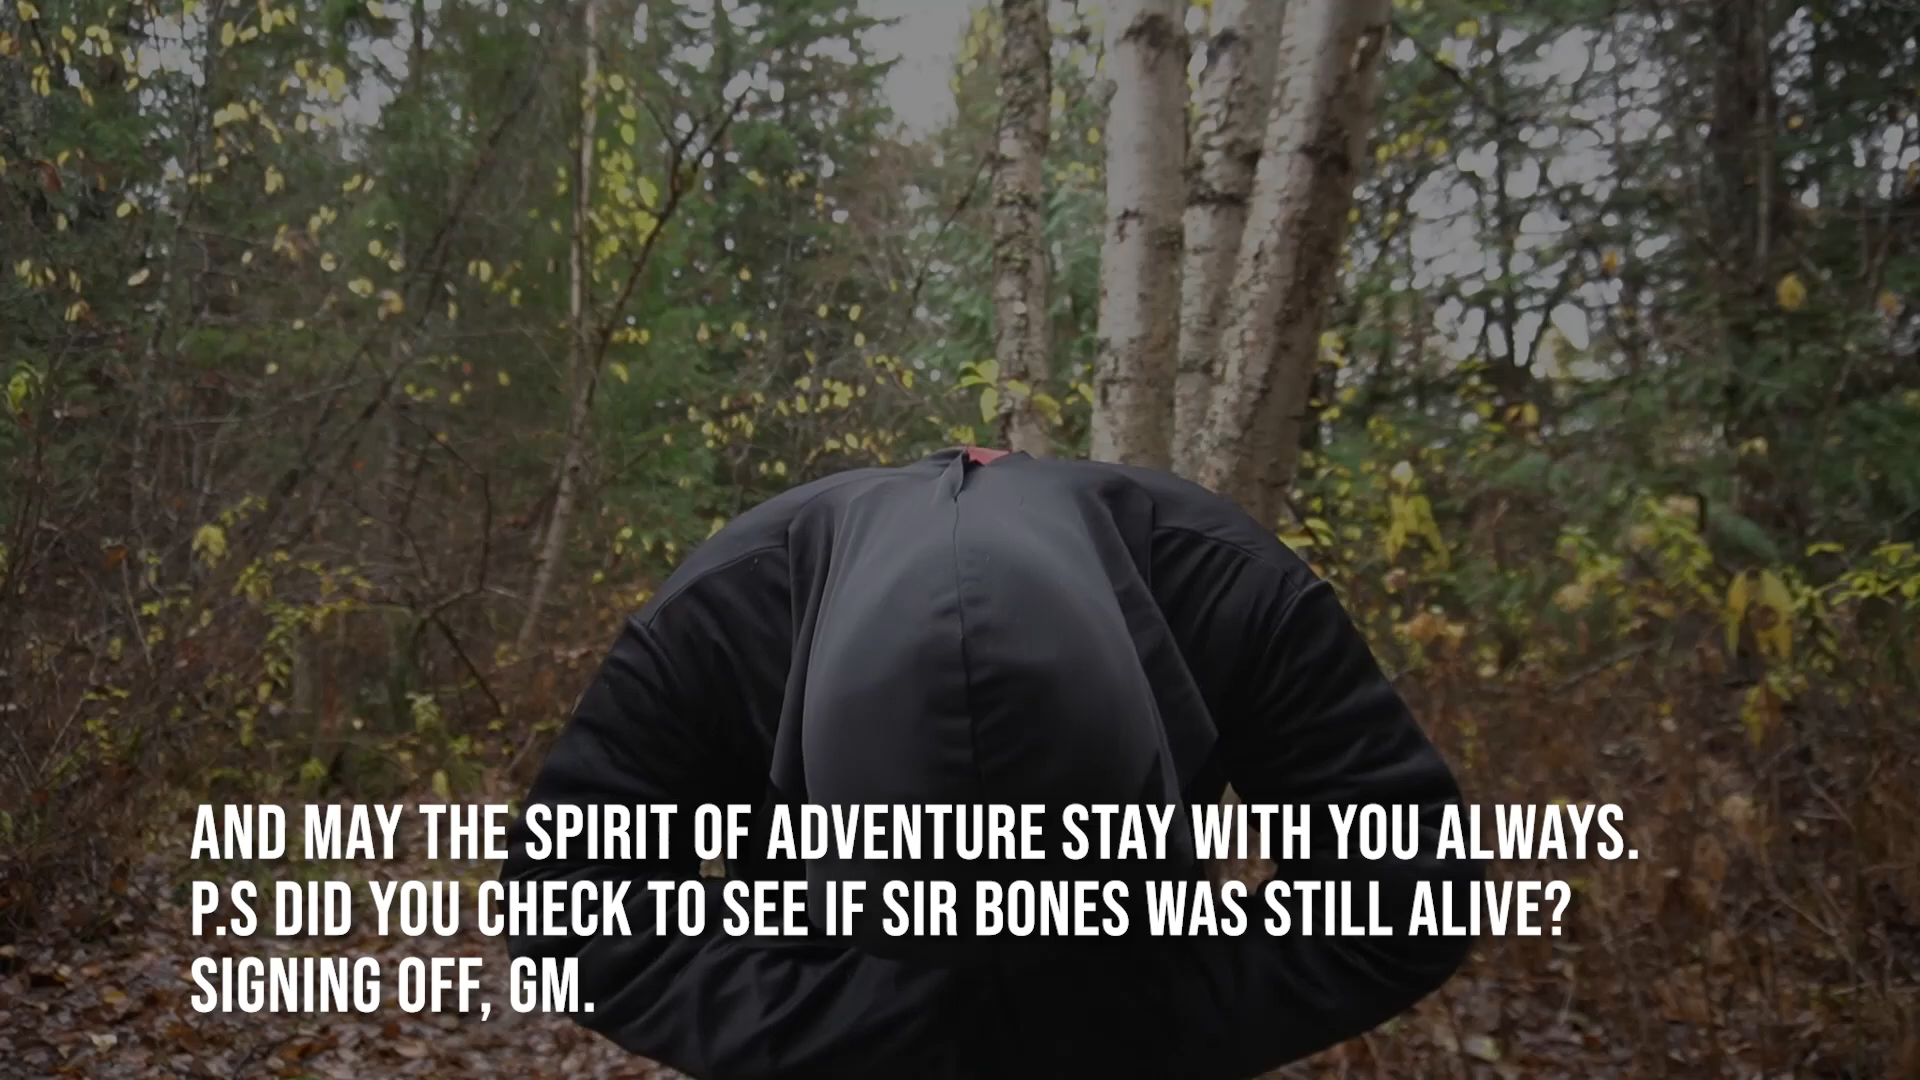 AND MAY THE SPIRIT OF ADVENTURE STAY WITH YOU ALWAYS.
P.S DID YOU CHECK TO SEE IF SIR BONES WAS STILL ALIVE?
SIGNING OFF, GM.